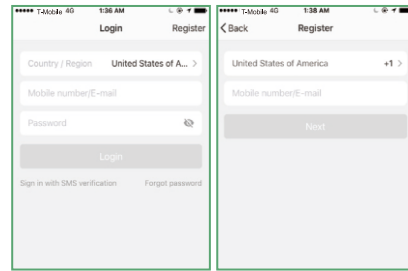 T-Mobile 4G 1:36 AM
Login Register
Country / Region United States of A... >
Mobile number/E-mail
Password
Login
Sign in with SMS verification Forgot password
T-Mobile 4G 1:38 AM
< Back Register
United States of America +1 >
Mobile number/E-mail
Next